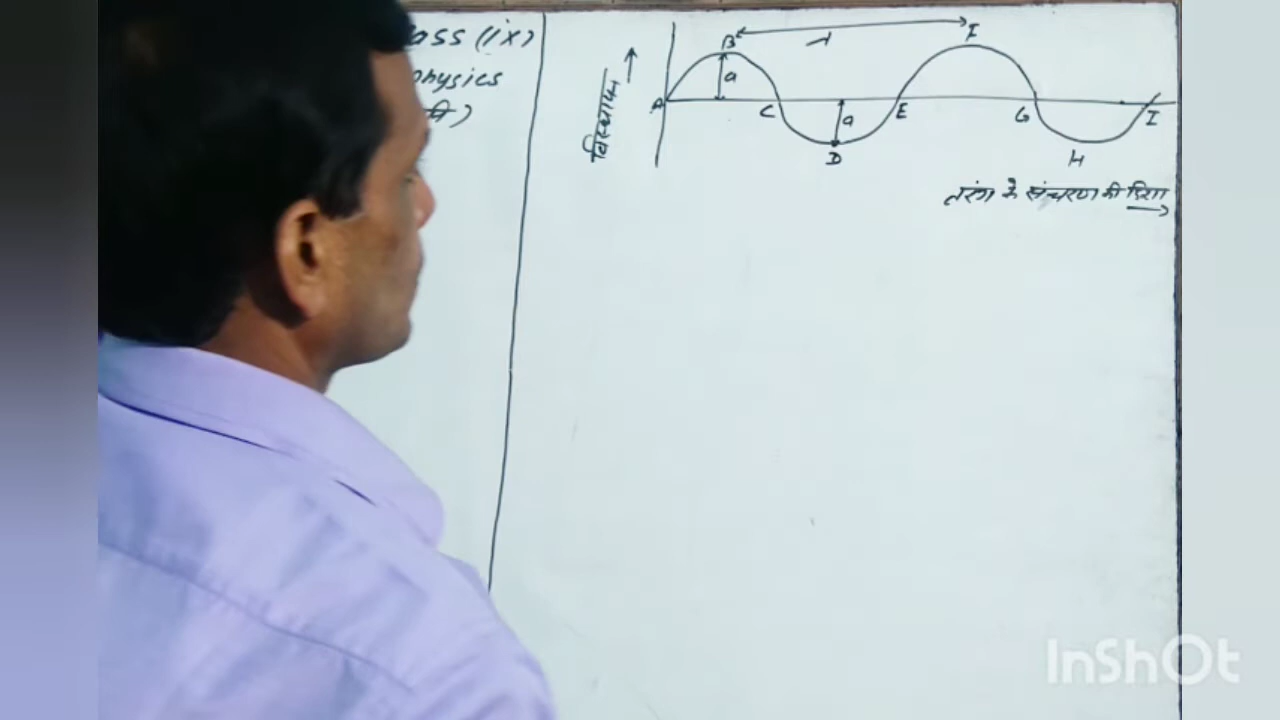 ass (ix)
physics
विस्थापन
A
B
a
C
a
D
E
λ
F
G
H
I
तरंग के संचरण की दिशा
InShOt